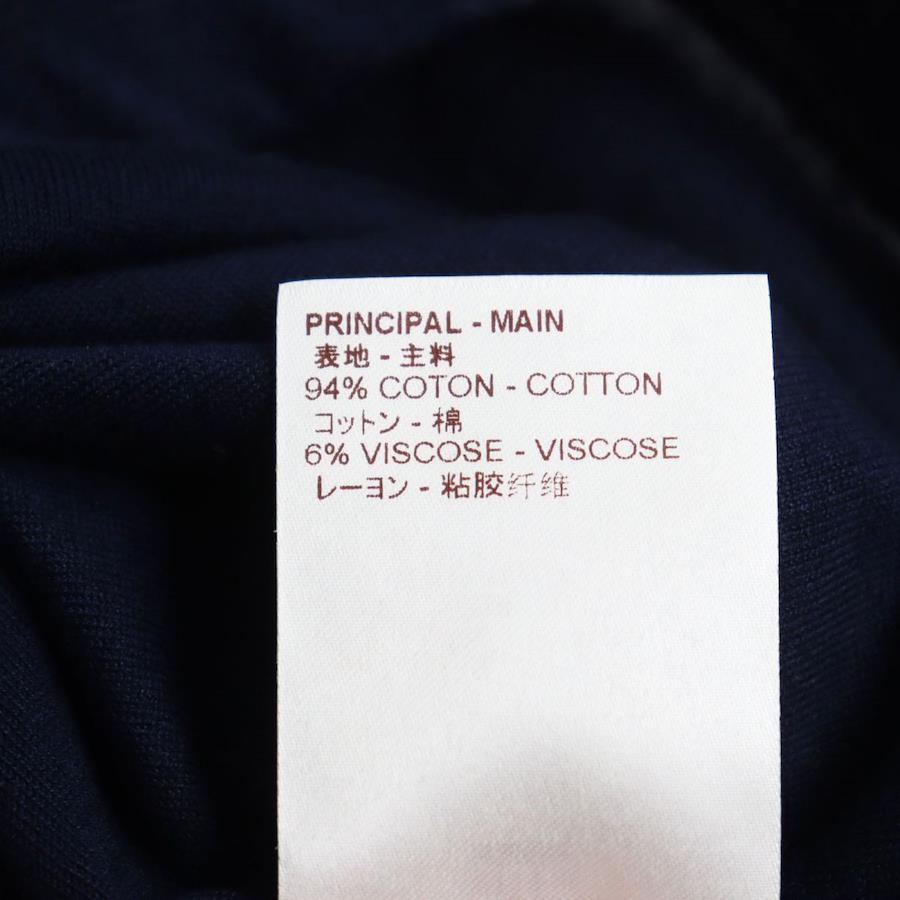 PRINCIPAL - MAIN
表地 - 主料
94% COTON - COTTON
コットン - 棉
6% VISCOSE - VISCOSE
レーヨン - 粘胶纤维